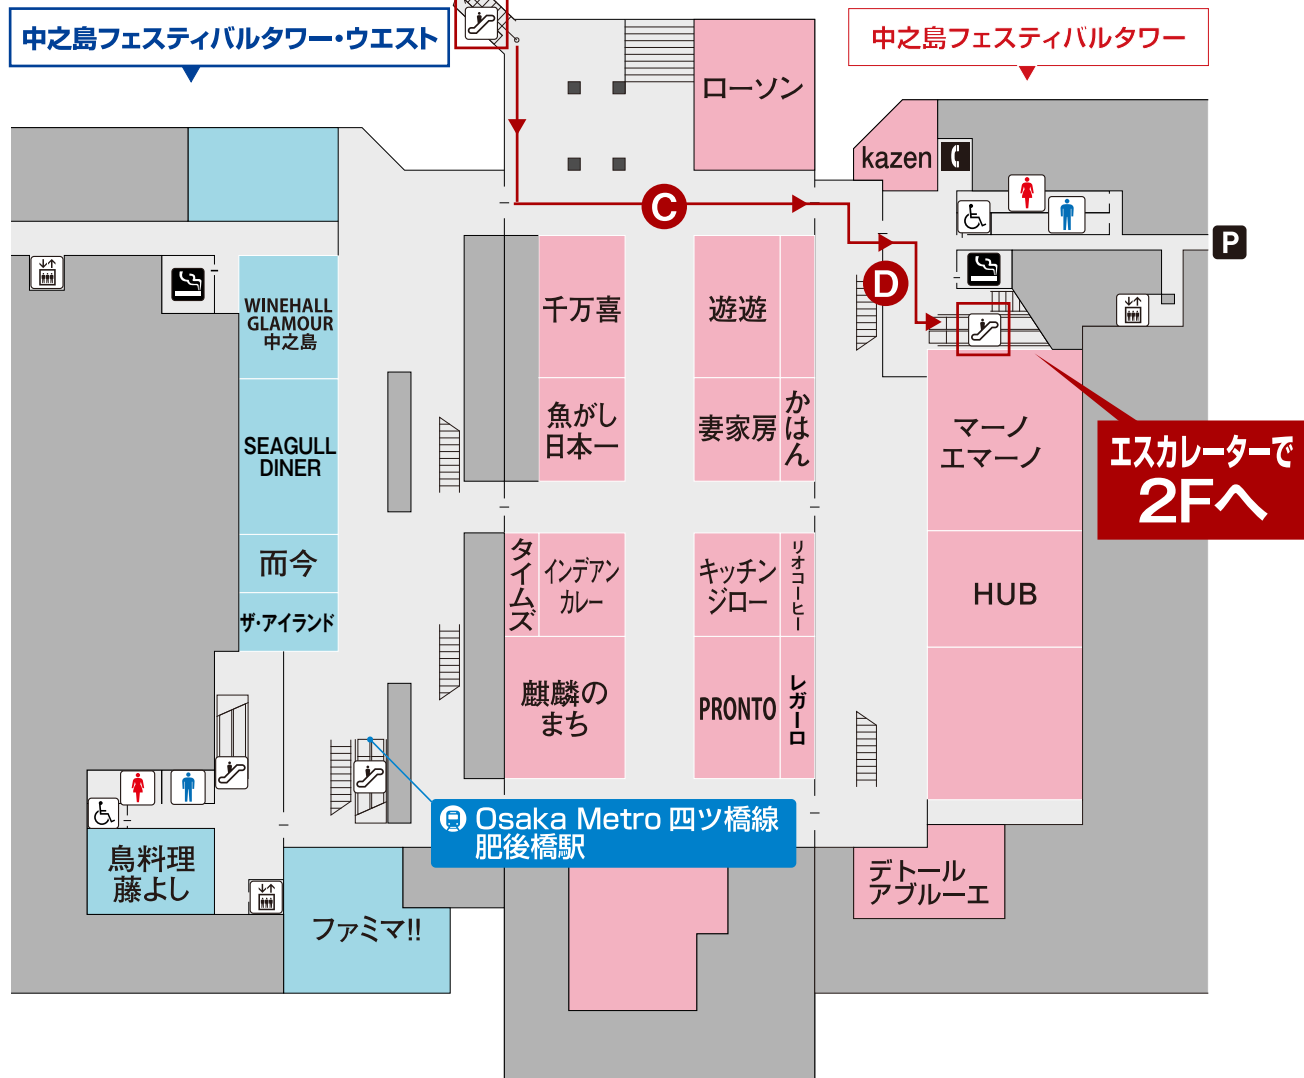 中之島フェスティバルタワー・ウエスト
中之島フェスティバルタワー
ローソン
kazen
C
P
D
WINEHALL
GLAMOUR
中之島
千万喜
遊遊
SEAGULL
DINER
魚がし
日本一
妻家房
かはん
マーノ
エマーノ
エスカレーターで
2Fへ
而今
タイムズ
インデアン
カレー
キッチン
ジロー
リオコーヒー
HUB
ザ・アイランド
麒麟の
まち
PRONTO
レガーロ
Osaka Metro 四ツ橋線
肥後橋駅
鳥料理
藤よし
ファミマ!!
デトール
アブルーエ